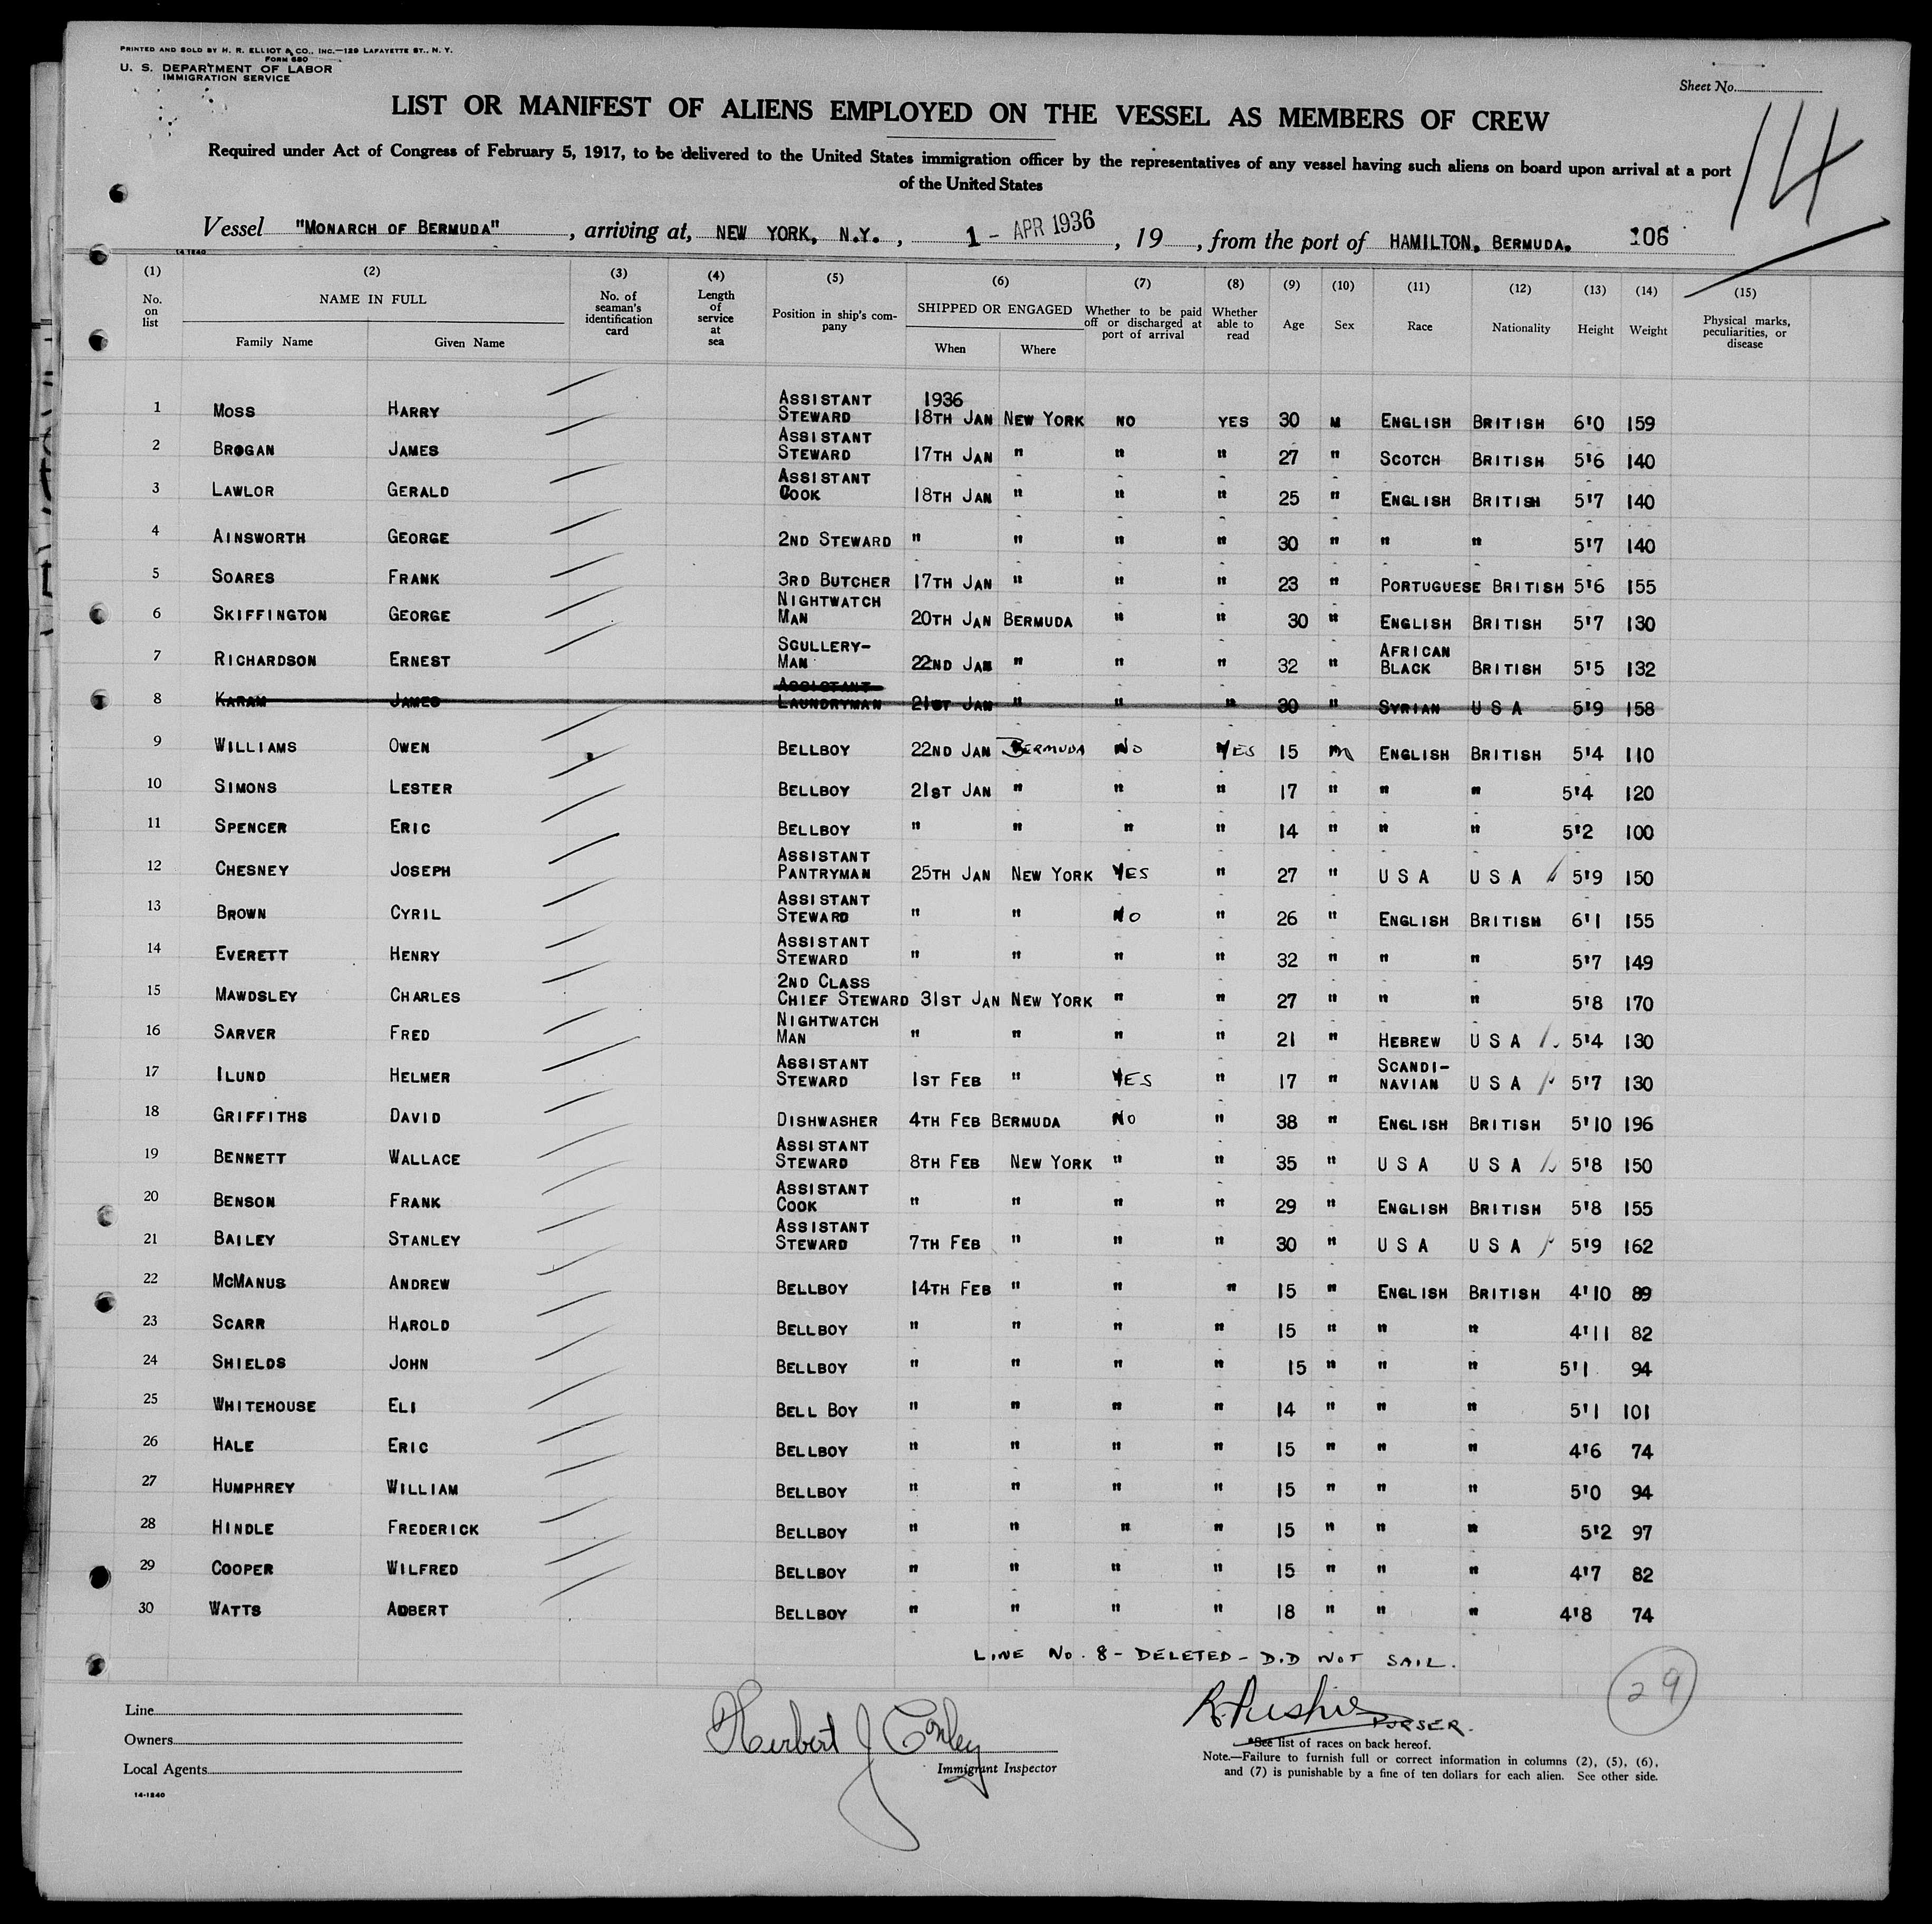 PRINTED AND SOLD BY H. R. ELLIOT & CO., INC.—129 LAFAYETTE ST., N. Y.
FORM 680
U. S. DEPARTMENT OF LABOR
IMMIGRATION SERVICE
Sheet No.
14
LIST OR MANIFEST OF ALIENS EMPLOYED ON THE VESSEL AS MEMBERS OF CREW
Required under Act of Congress of February 5, 1917, to be delivered to the United States immigration officer by the representatives of any vessel having such aliens on board upon arrival at a port
of the United States
Vessel "MONARCH OF BERMUDA", arriving at, NEW YORK, N.Y., 1 - APR 1936, 19, from the port of HAMILTON, BERMUDA. 106
14 1240
(1) (2) (3) (4) (5) (6) (7) (8) (9) (10) (11) (12) (13) (14) (15)
No. on list NAME IN FULL Family Name Given Name No. of seaman's identification card Length of service at sea Position in ship's company SHIPPED OR ENGAGED When Where Whether to be paid off or discharged at port of arrival Whether able to read Age Sex Race Nationality Height Weight Physical marks, peculiarities, or disease
1 MOSS HARRY ASSISTANT STEWARD 1936 18TH JAN NEW YORK NO YES 30 M ENGLISH BRITISH 6'0 159
2 BROGAN JAMES ASSISTANT STEWARD 17TH JAN " " " 27 " SCOTCH BRITISH 5'6 140
3 LAWLOR GERALD ASSISTANT COOK 18TH JAN " " " 25 " ENGLISH BRITISH 5'7 140
4 AINSWORTH GEORGE 2ND STEWARD " " " " 30 " " " 5'7 140
5 SOARES FRANK 3RD BUTCHER 17TH JAN " " " 23 " PORTUGUESE BRITISH 5'6 155
6 SKIFFINGTON GEORGE NIGHTWATCH MAN 20TH JAN BERMUDA " " 30 " ENGLISH BRITISH 5'7 130
7 RICHARDSON ERNEST SCULLERY-MAN 22ND JAN " " " 32 " AFRICAN BLACK BRITISH 5'5 132
8 KARAM JAMES ASSISTANT LAUNDRYMAN 21ST JAN " " " 30 " SYRIAN U S A 5'9 158
9 WILLIAMS OWEN BELLBOY 22ND JAN BERMUDA NO YES 15 M ENGLISH BRITISH 5'4 110
10 SIMONS LESTER BELLBOY 21ST JAN " " " 17 " " " 5'4 120
11 SPENCER ERIC BELLBOY " " " " 14 " " " 5'2 100
12 CHESNEY JOSEPH ASSISTANT PANTRYMAN 25TH JAN NEW YORK YES " 27 " U S A U S A 5'9 150
13 BROWN CYRIL ASSISTANT STEWARD " " NO " 26 " ENGLISH BRITISH 6'1 155
14 EVERETT HENRY ASSISTANT STEWARD " " " " 32 " " " 5'7 149
15 MAWDSLEY CHARLES 2ND CLASS CHIEF STEWARD 31ST JAN NEW YORK " " 27 " " " 5'8 170
16 SARVER FRED NIGHTWATCH MAN " " " " 21 " HEBREW U S A 5'4 130
17 ILUND HELMER ASSISTANT STEWARD 1ST FEB " YES " 17 " SCANDI-NAVIAN U S A 5'7 130
18 GRIFFITHS DAVID DISHWASHER 4TH FEB BERMUDA NO " 38 " ENGLISH BRITISH 5'10 196
19 BENNETT WALLACE ASSISTANT STEWARD 8TH FEB NEW YORK " " 35 " U S A U S A 5'8 150
20 BENSON FRANK ASSISTANT COOK " " " " 29 " ENGLISH BRITISH 5'8 155
21 BAILEY STANLEY ASSISTANT STEWARD 7TH FEB " " " 30 " U S A U S A 5'9 162
22 MCMANUS ANDREW BELLBOY 14TH FEB " " " 15 " ENGLISH BRITISH 4'10 89
23 SCARR HAROLD BELLBOY " " " " 15 " " " 4'11 82
24 SHIELDS JOHN BELLBOY " " " " 15 " " " 5'1 94
25 WHITEHOUSE ELI BELL BOY " " " " 14 " " " 5'1 101
26 HALE ERIC BELLBOY " " " " 15 " " " 4'6 74
27 HUMPHREY WILLIAM BELLBOY " " " " 15 " " " 5'0 94
28 HINDLE FREDERICK BELLBOY " " " " 15 " " " 5'2 97
29 COOPER WILFRED BELLBOY " " " " 15 " " " 4'7 82
30 WATTS ADBERT BELLBOY " " " " 18 " " " 4'8 74
LINE NO. 8 - DELETED - DID NOT SAIL.
29
Line
Owners
Local Agents
14-1240
Herbert J Conley
Immigrant Inspector
PURSER.
*See list of races on back hereof.
Note.—Failure to furnish full or correct information in columns (2), (5), (6),
and (7) is punishable by a fine of ten dollars for each alien. See other side.